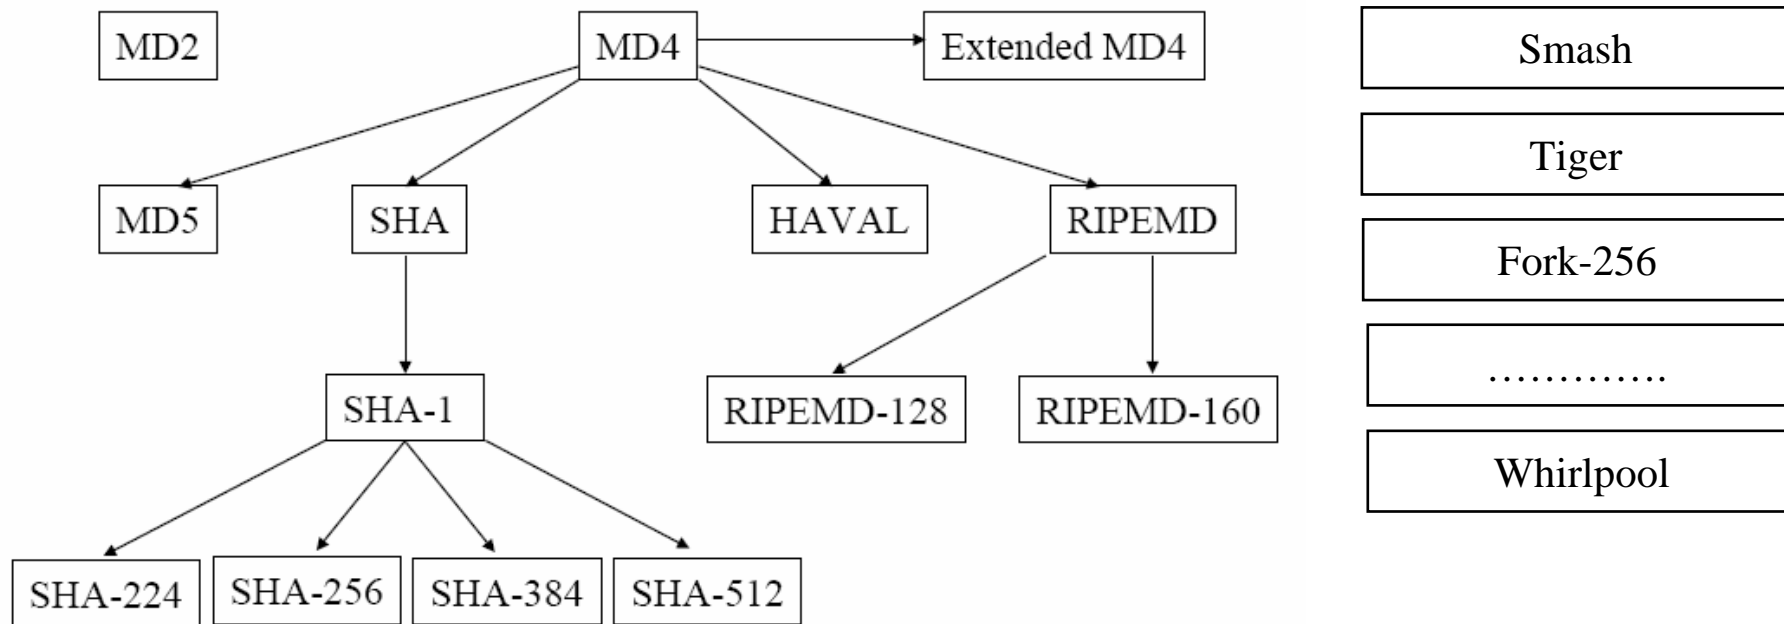 MD2
MD4
Extended MD4
Smash
Tiger
MD5
SHA
HAVAL
RIPEMD
Fork-256
………….
SHA-1
RIPEMD-128
RIPEMD-160
Whirlpool
SHA-224
SHA-256
SHA-384
SHA-512